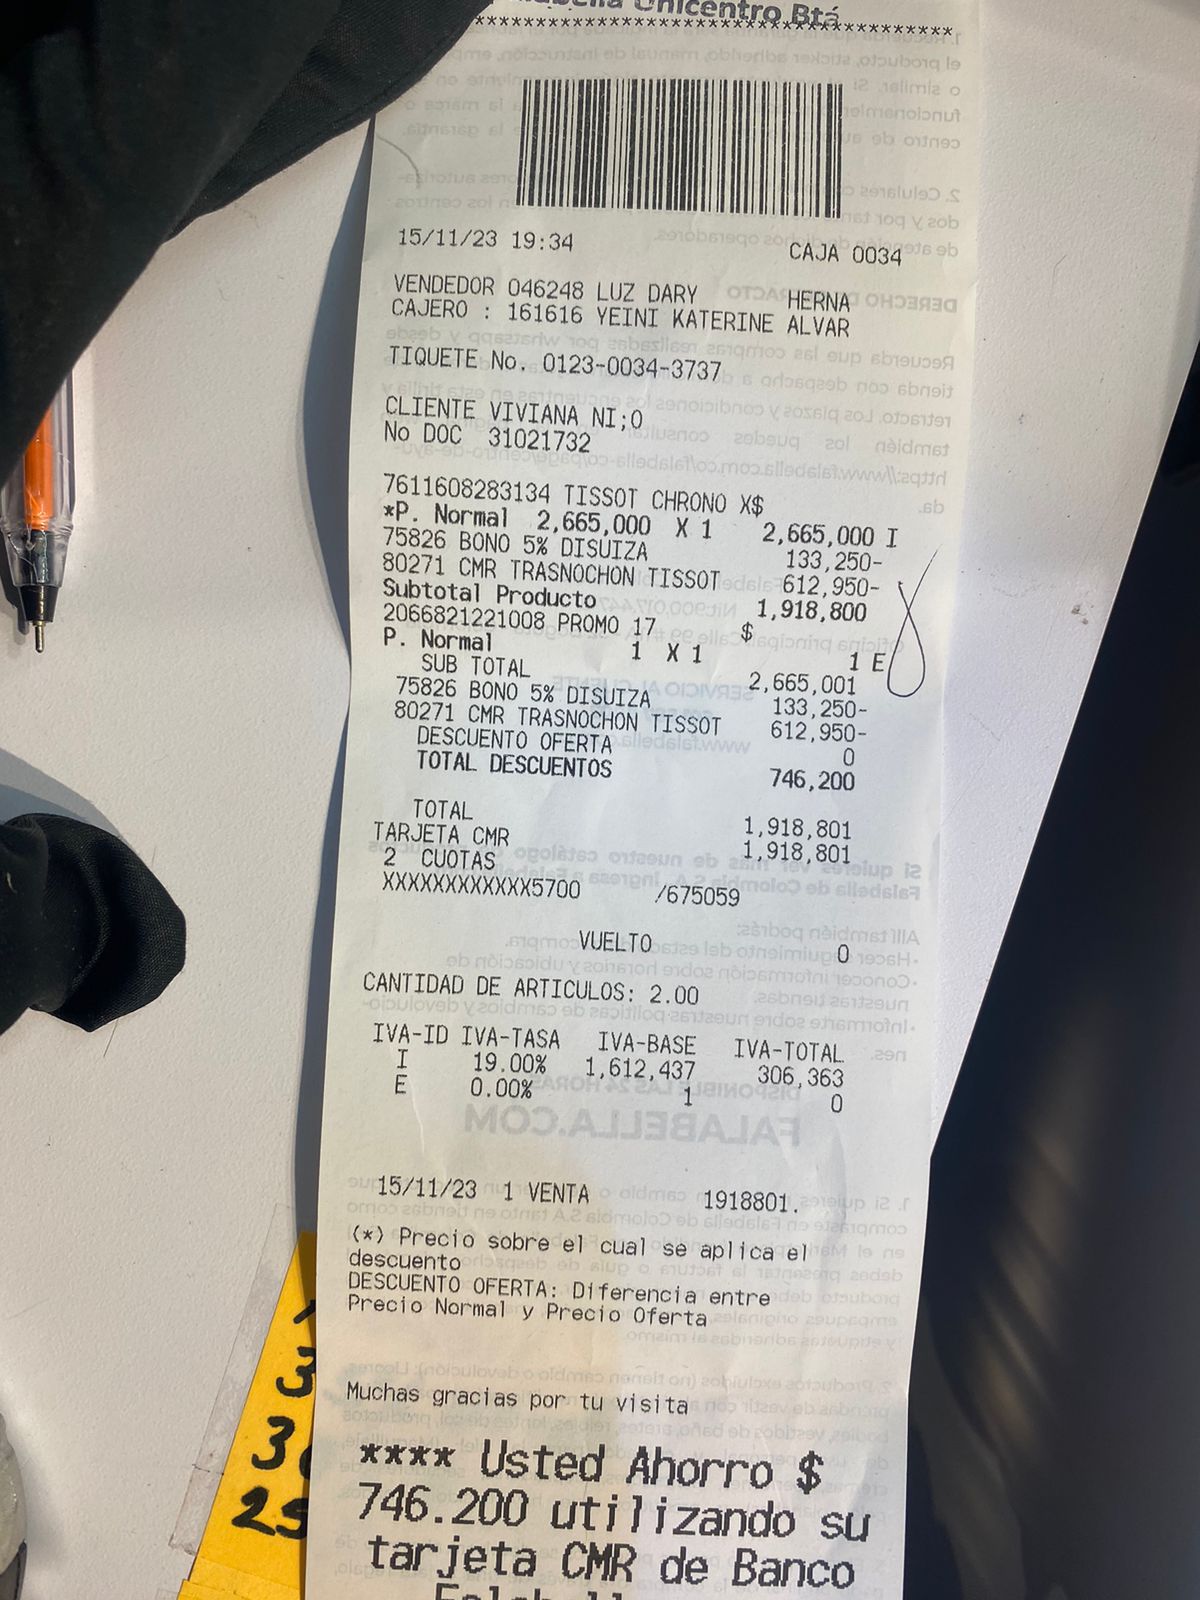 Unicentro Btá
***********************************************
15/11/23 19:34 CAJA 0034
VENDEDOR 046248 LUZ DARY HERNA
CAJERO : 161616 YEINI KATERINE ALVAR
TIQUETE No. 0123-0034-3737
CLIENTE VIVIANA NI;O
No DOC 31021732
7611608283134 TISSOT CHRONO X$
*P. Normal 2,665,000 X 1 2,665,000 I
75826 BONO 5% DISUIZA 133,250-
80271 CMR TRASNOCHON TISSOT 612,950-
Subtotal Producto 1,918,800
2066821221008 PROMO 17 $
P. Normal 1 X 1 1 E
SUB TOTAL 2,665,001
75826 BONO 5% DISUIZA 133,250-
80271 CMR TRASNOCHON TISSOT 612,950-
DESCUENTO OFERTA 0
TOTAL DESCUENTOS 746,200
TOTAL 1,918,801
TARJETA CMR 1,918,801
2 CUOTAS
XXXXXXXXXXXX5700 /675059
VUELTO 0
CANTIDAD DE ARTICULOS: 2.00
IVA-ID IVA-TASA IVA-BASE IVA-TOTAL
I 19.00% 1,612,437 306,363
E 0.00% 1 0
15/11/23 1 VENTA 1918801.
(*) Precio sobre el cual se aplica el
descuento
DESCUENTO OFERTA: Diferencia entre
Precio Normal y Precio Oferta
Muchas gracias por tu visita
**** Usted Ahorro $
746.200 utilizando su
tarjeta CMR de Banco
3
3
25